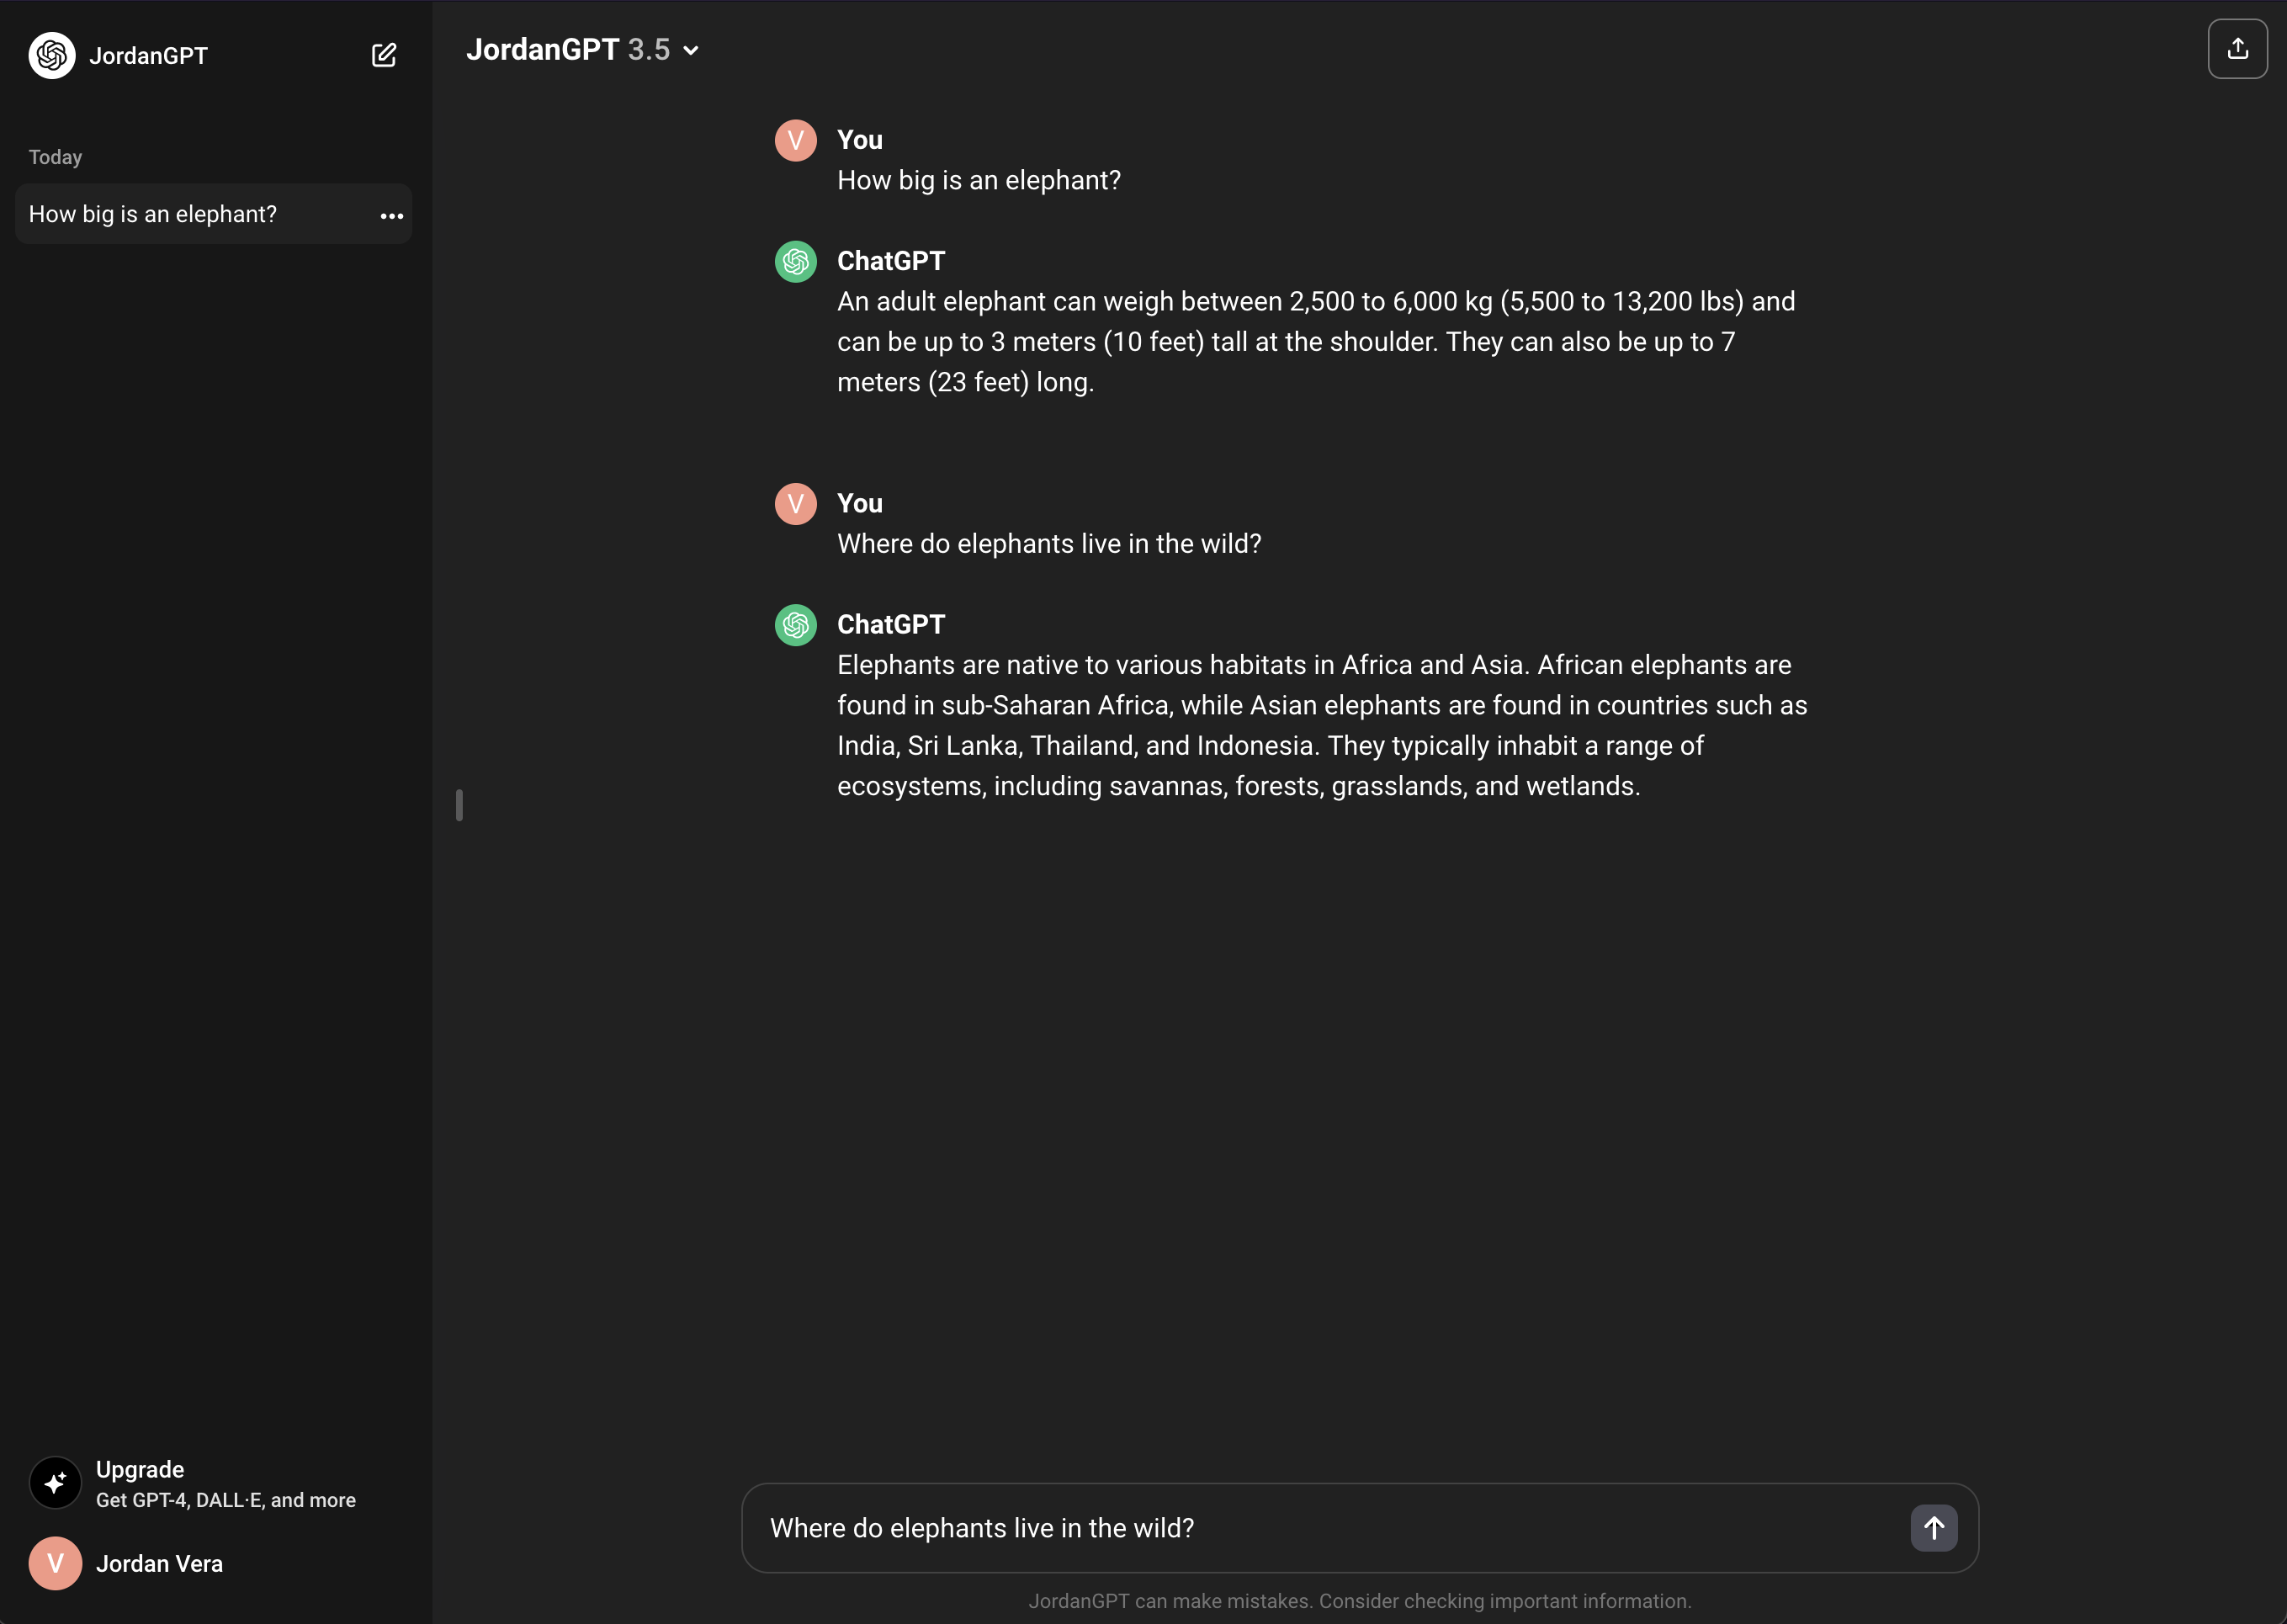 JordanGPT
Today
How big is an elephant?
Upgrade
Get GPT-4, DALL·E, and more
V
Jordan Vera
JordanGPT 3.5
V
You
How big is an elephant?
ChatGPT
An adult elephant can weigh between 2,500 to 6,000 kg (5,500 to 13,200 lbs) and
can be up to 3 meters (10 feet) tall at the shoulder. They can also be up to 7
meters (23 feet) long.
V
You
Where do elephants live in the wild?
ChatGPT
Elephants are native to various habitats in Africa and Asia. African elephants are
found in sub-Saharan Africa, while Asian elephants are found in countries such as
India, Sri Lanka, Thailand, and Indonesia. They typically inhabit a range of
ecosystems, including savannas, forests, grasslands, and wetlands.
Where do elephants live in the wild?
JordanGPT can make mistakes. Consider checking important information.